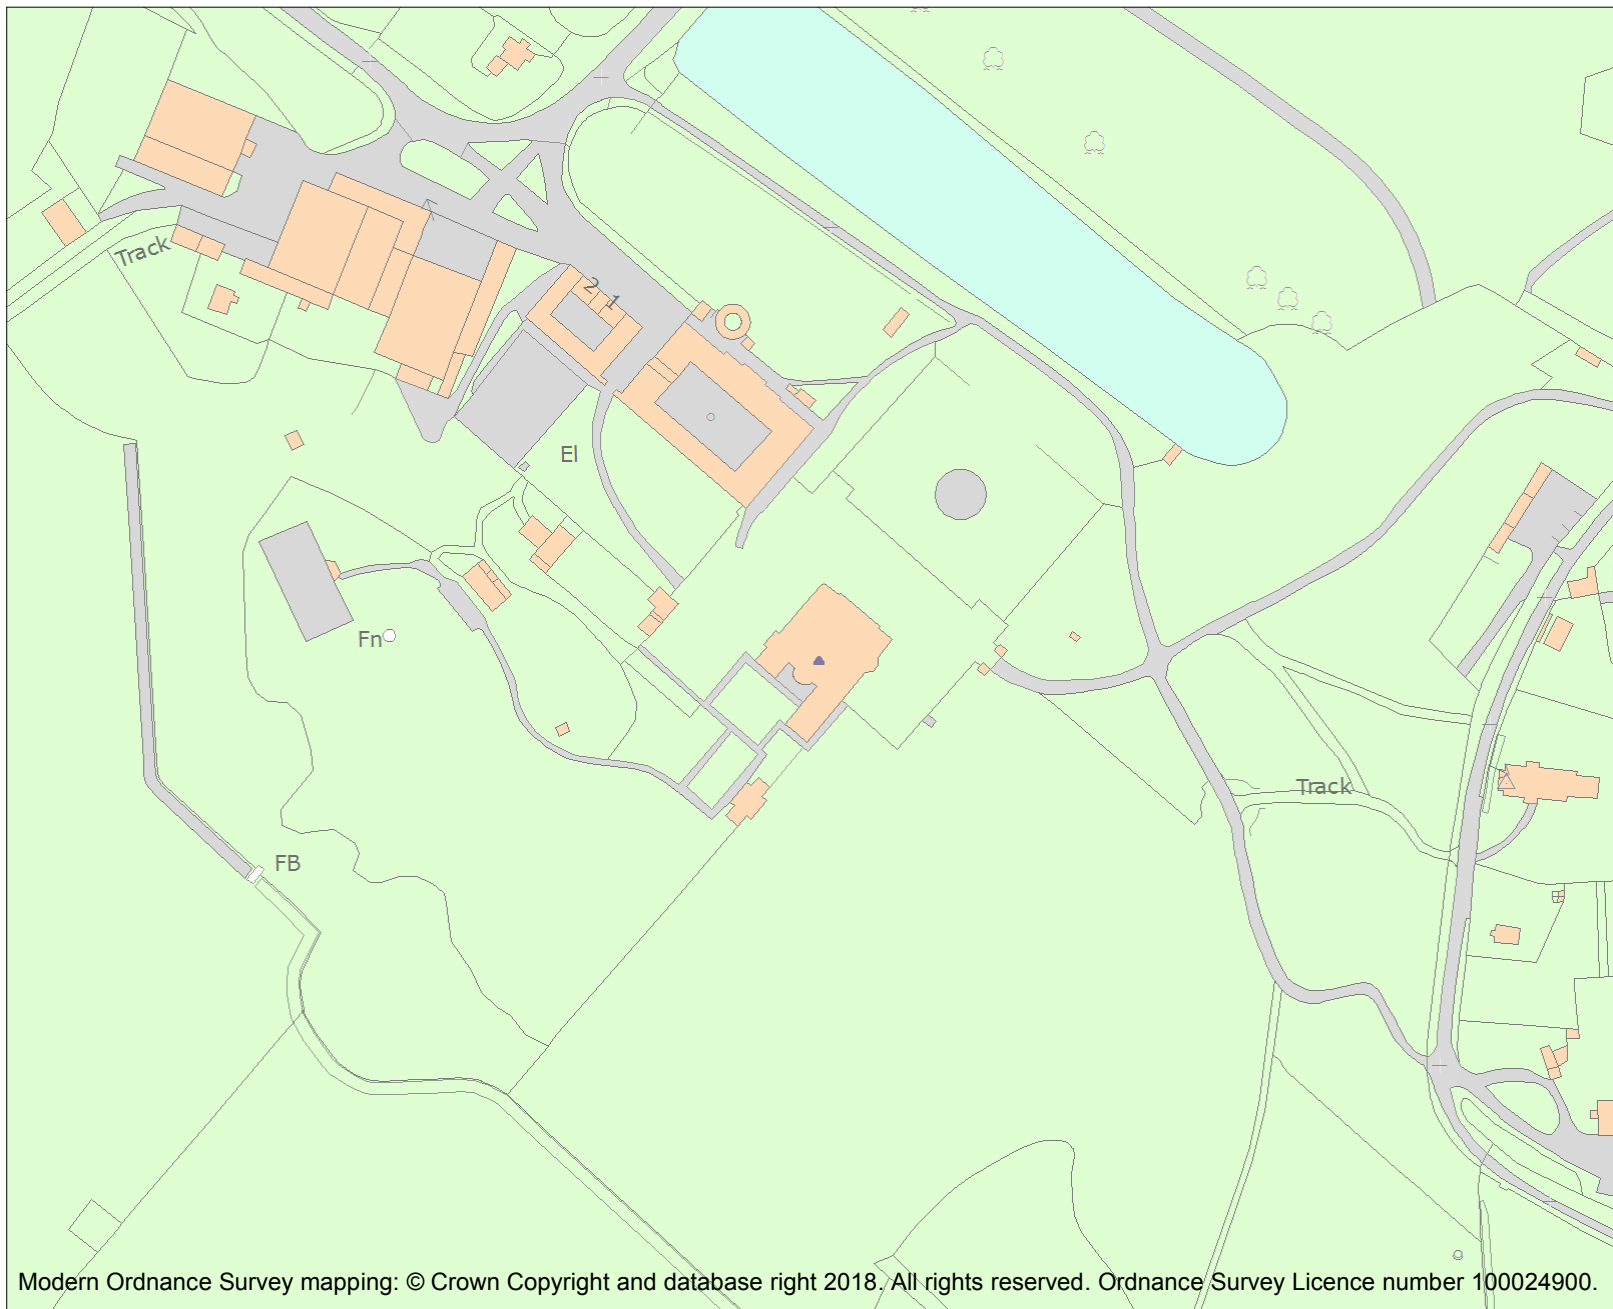 Track
2
1
El
Fn
Track
FB
Modern Ordnance Survey mapping: © Crown Copyright and database right 2018. All rights reserved. Ordnance Survey Licence number 100024900.